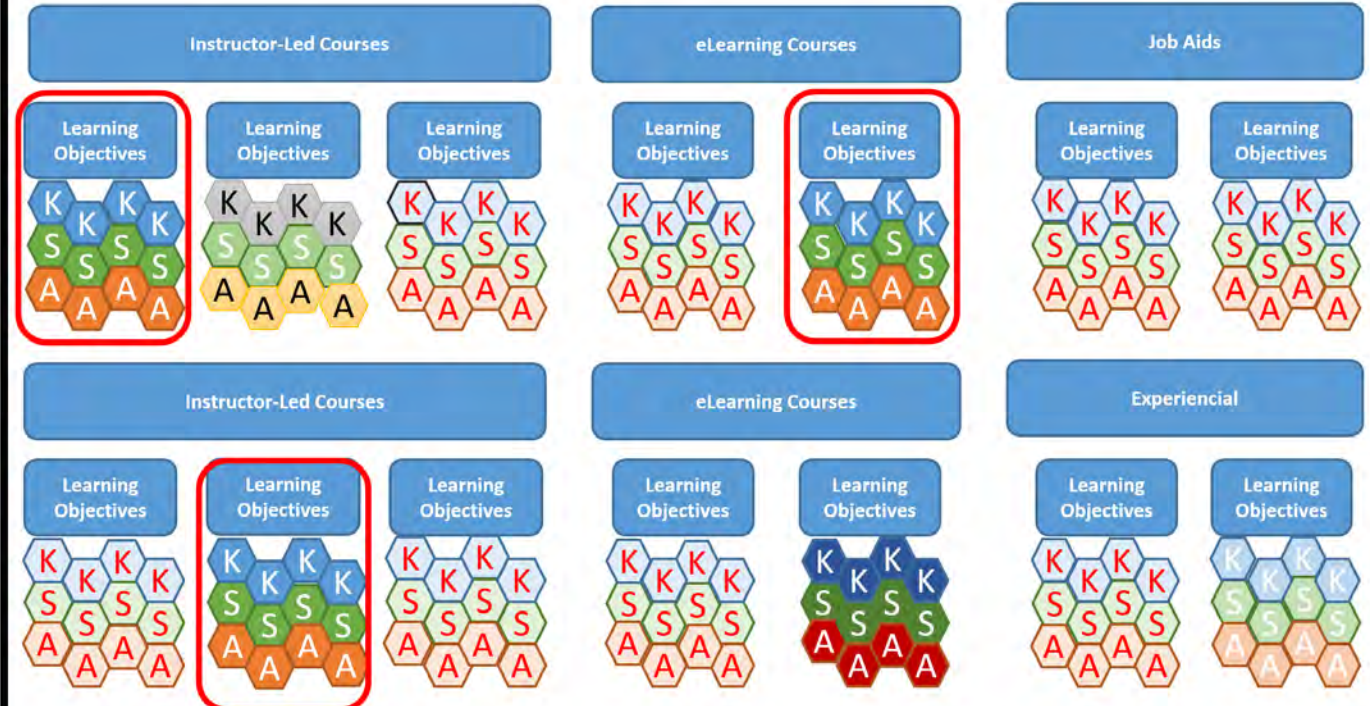 Instructor-Led Courses
eLearning Courses
Job Aids
Learning
Objectives
Learning
Objectives
Learning
Objectives
Learning
Objectives
Learning
Objectives
Learning
Objectives
Learning
Objectives
K K K K
S S S S
A A A A
K K K K
S S S S
A A A A
K K K K
S S S S
A A A A
K K K K
S S S S
A A A A
K K K K
S S S S
A A A A
K K K K
S S S S
A A A A
K K K K
S S S S
A A A A
Instructor-Led Courses
eLearning Courses
Experiencial
Learning
Objectives
Learning
Objectives
Learning
Objectives
Learning
Objectives
Learning
Objectives
Learning
Objectives
Learning
Objectives
K K K K
S S S S
A A A A
K K K K
S S S S
A A A A
K K K K
S S S S
A A A A
K K K K
S S S S
A A A A
K K K K
S S S S
A A A A
K K K K
S S S S
A A A A
K K K K
S S S S
A A A A